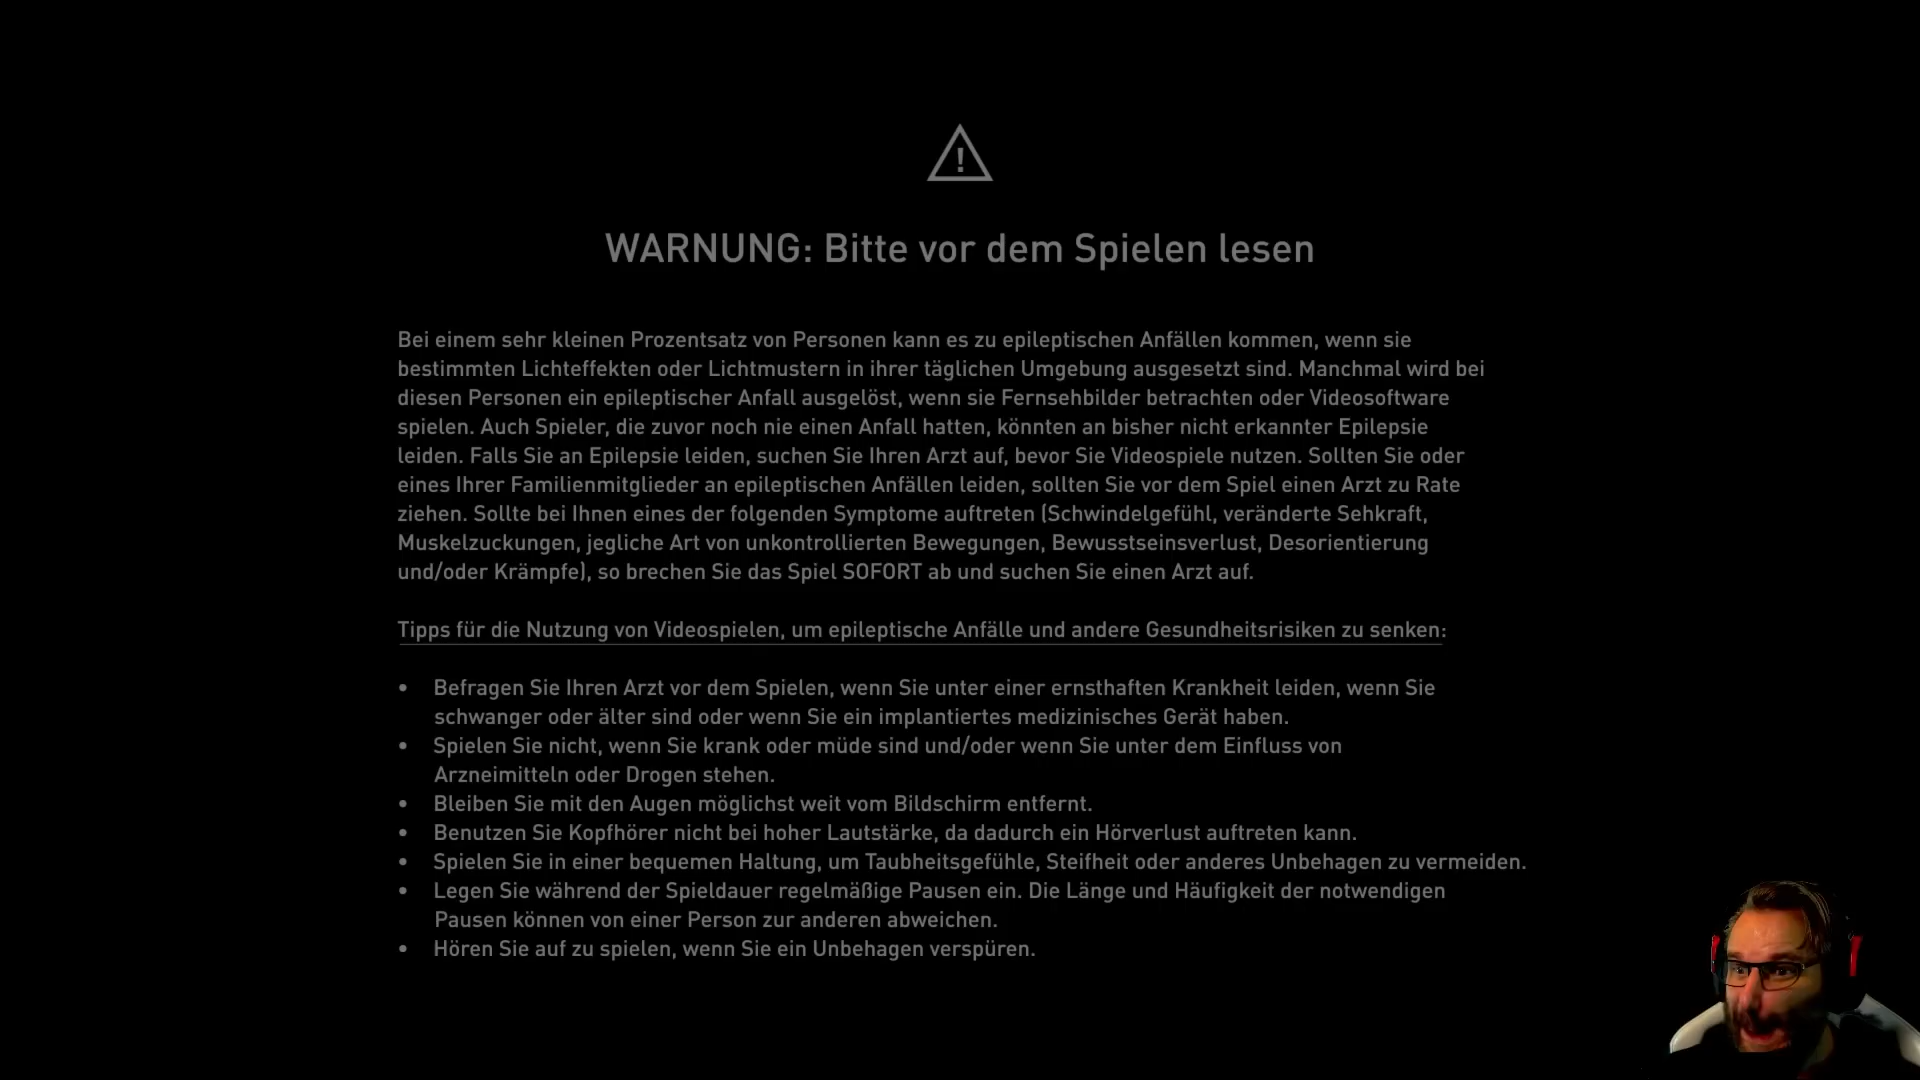 WARNUNG: Bitte vor dem Spielen lesen
Bei einem sehr kleinen Prozentsatz von Personen kann es zu epileptischen Anfällen kommen, wenn sie
bestimmten Lichteffekten oder Lichtmustern in ihrer täglichen Umgebung ausgesetzt sind. Manchmal wird bei
diesen Personen ein epileptischer Anfall ausgelöst, wenn sie Fernsehbilder betrachten oder Videosoftware
spielen. Auch Spieler, die zuvor noch nie einen Anfall hatten, könnten an bisher nicht erkannter Epilepsie
leiden. Falls Sie an Epilepsie leiden, suchen Sie Ihren Arzt auf, bevor Sie Videospiele nutzen. Sollten Sie oder
eines Ihrer Familienmitglieder an epileptischen Anfällen leiden, sollten Sie vor dem Spiel einen Arzt zu Rate
ziehen. Sollte bei Ihnen eines der folgenden Symptome auftreten (Schwindelgefühl, veränderte Sehkraft,
Muskelzuckungen, jegliche Art von unkontrollierten Bewegungen, Bewusstseinsverlust, Desorientierung
und/oder Krämpfe), so brechen Sie das Spiel SOFORT ab und suchen Sie einen Arzt auf.
Tipps für die Nutzung von Videospielen, um epileptische Anfälle und andere Gesundheitsrisiken zu senken:
• Befragen Sie Ihren Arzt vor dem Spielen, wenn Sie unter einer ernsthaften Krankheit leiden, wenn Sie
schwanger oder älter sind oder wenn Sie ein implantiertes medizinisches Gerät haben.
• Spielen Sie nicht, wenn Sie krank oder müde sind und/oder wenn Sie unter dem Einfluss von
Arzneimitteln oder Drogen stehen.
• Bleiben Sie mit den Augen möglichst weit vom Bildschirm entfernt.
• Benutzen Sie Kopfhörer nicht bei hoher Lautstärke, da dadurch ein Hörverlust auftreten kann.
• Spielen Sie in einer bequemen Haltung, um Taubheitsgefühle, Steifheit oder anderes Unbehagen zu vermeiden.
• Legen Sie während der Spieldauer regelmäßige Pausen ein. Die Länge und Häufigkeit der notwendigen
Pausen können von einer Person zur anderen abweichen.
• Hören Sie auf zu spielen, wenn Sie ein Unbehagen verspüren.